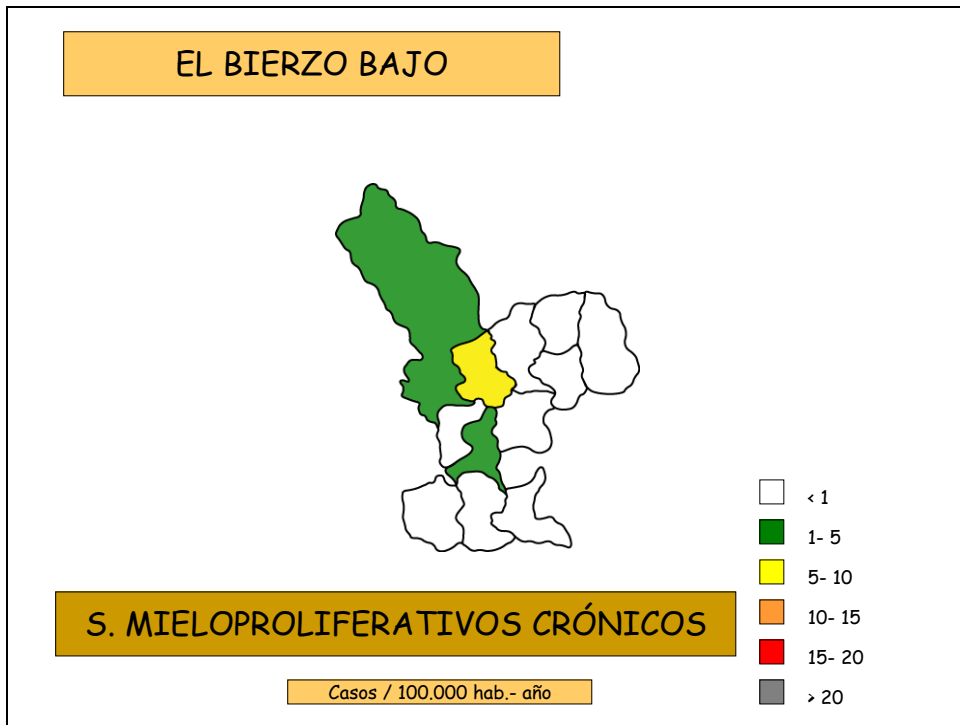 EL BIERZO BAJO
< 1
1- 5
5- 10
10- 15
15- 20
> 20
S. MIELOPROLIFERATIVOS CRÓNICOS
Casos / 100.000 hab.- año